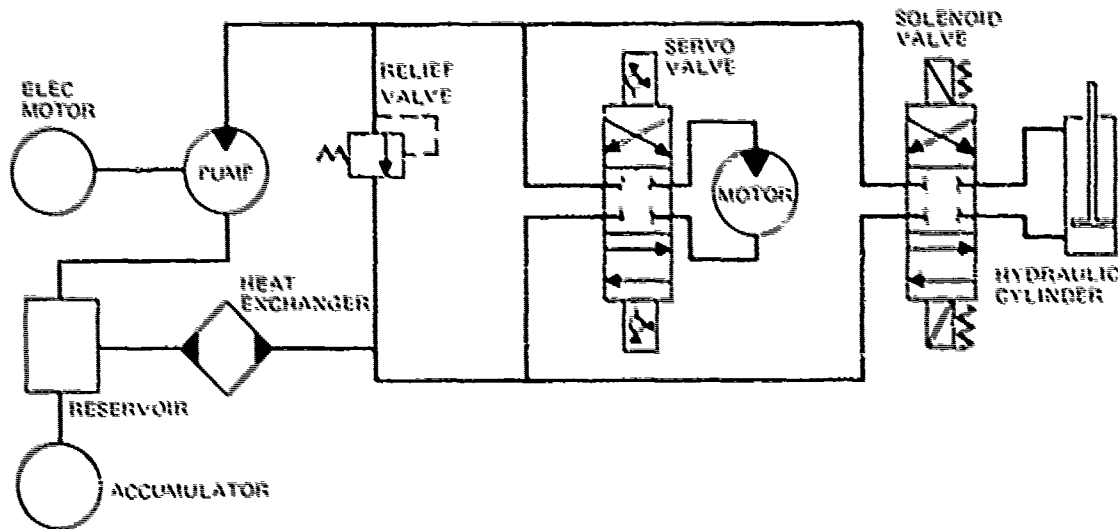 ELEC
MOTOR
PUMP
RELIEF
VALVE
SERVO
VALVE
MOTOR
SOLENOID
VALVE
HYDRAULIC
CYLINDER
HEAT
EXCHANGER
RESERVOIR
ACCUMULATOR